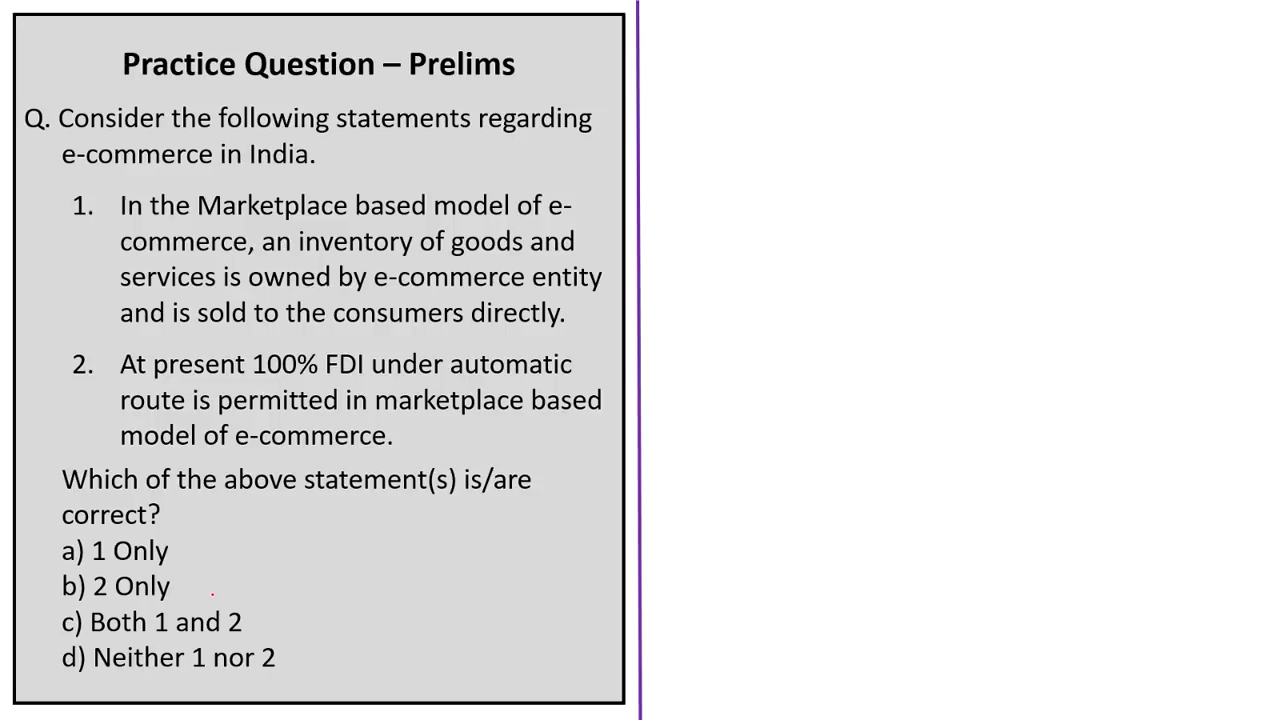 Practice Question – Prelims
Q. Consider the following statements regarding
e-commerce in India.
1. In the Marketplace based model of e-
commerce, an inventory of goods and
services is owned by e-commerce entity
and is sold to the consumers directly.
2. At present 100% FDI under automatic
route is permitted in marketplace based
model of e-commerce.
Which of the above statement(s) is/are
correct?
a) 1 Only
b) 2 Only
c) Both 1 and 2
d) Neither 1 nor 2